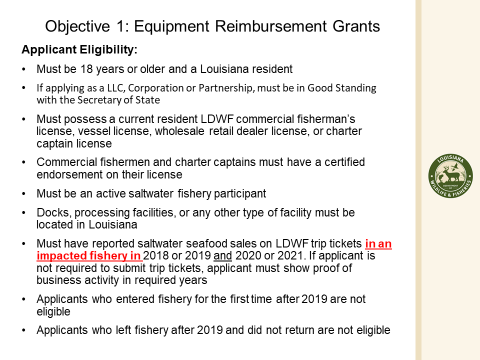 Objective 1: Equipment Reimbursement Grants
Applicant Eligibility:
• Must be 18 years or older and a Louisiana resident
• If applying as a LLC, Corporation or Partnership, must be in Good Standing
with the Secretary of State
• Must possess a current resident LDWF commercial fisherman's
license, vessel license, wholesale retail dealer license, or charter
captain license
• Commercial fishermen and charter captains must have a certified
endorsement on their license
• Must be an active saltwater fishery participant
• Docks, processing facilities, or any other type of facility must be
located in Louisiana
• Must have reported saltwater seafood sales on LDWF trip tickets in an
impacted fishery in 2018 or 2019 and 2020 or 2021. If applicant is
not required to submit trip tickets, applicant must show proof of
business activity in required years
• Applicants who entered fishery for the first time after 2019 are not
eligible
• Applicants who left fishery after 2019 and did not return are not eligible
LOUISIANA
WILDLIFE & FISHERIES